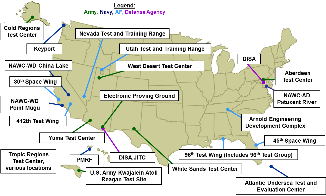 Legend:
Army, Navy, AF, Defense Agency
Cold Regions
Test Center
Nevada Test and Training Range
Utah Test and Training Range
Keyport
West Desert Test Center
DISA
NAWC-WD China Lake
Aberdeen
Test Center
30th Space Wing
Electronic Proving Ground
NAWC-AD
Patuxent River
NAWC-WD
Point Mugu
Arnold Engineering
Development Complex
412th Test Wing
Yuma Test Center
45th Space Wing
Tropic Regions
Test Center,
various locations
PMRF
DISA JITC
96th Test Wing (Includes 96th Test Group)
White Sands Test Center
U.S. Army Kwajalein Atoll
Reagan Test Site
Atlantic Undersea Test and
Evaluation Center